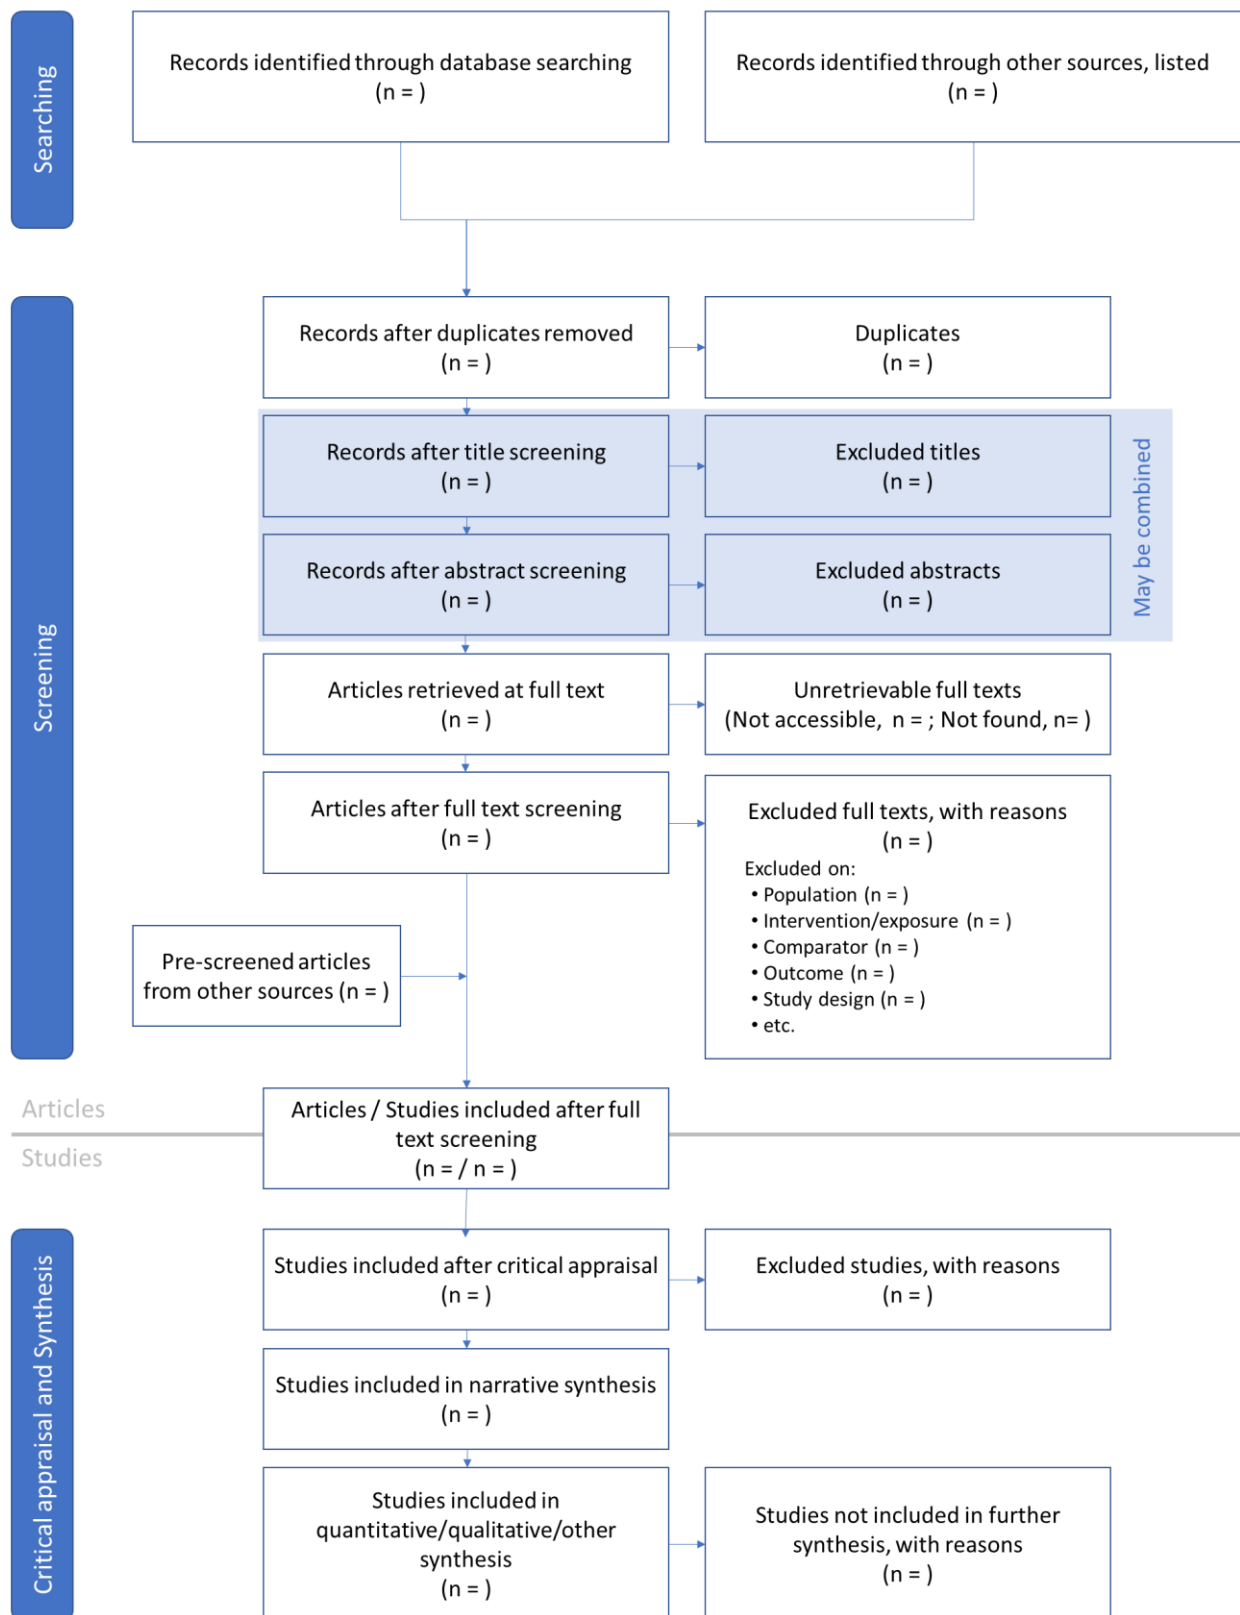 Searching
Records identified through database searching
(n = )
Records identified through other sources, listed
(n = )
Screening
Records after duplicates removed
(n = )
Duplicates
(n = )
Records after title screening
(n = )
Excluded titles
(n = )
May be combined
Records after abstract screening
(n = )
Excluded abstracts
(n = )
Articles retrieved at full text
(n = )
Unretrievable full texts
(Not accessible, n = ; Not found, n= )
Articles after full text screening
(n = )
Excluded full texts, with reasons
(n = )
Excluded on:
• Population (n = )
• Intervention/exposure (n = )
• Comparator (n = )
• Outcome (n = )
• Study design (n = )
• etc.
Pre-screened articles
from other sources (n = )
Articles
Articles / Studies included after full
text screening
(n = / n = )
Studies
Critical appraisal and Synthesis
Studies included after critical appraisal
(n = )
Excluded studies, with reasons
(n = )
Studies included in narrative synthesis
(n = )
Studies included in
quantitative/qualitative/other
synthesis
(n = )
Studies not included in further
synthesis, with reasons
(n = )